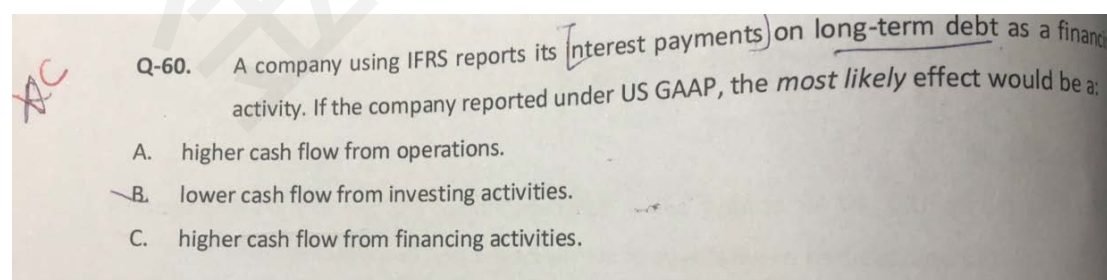 AC
Q-60. A company using IFRS reports its interest payments on long-term debt as a financi
activity. If the company reported under US GAAP, the most likely effect would be a:
A. higher cash flow from operations.
B. lower cash flow from investing activities.
C. higher cash flow from financing activities.